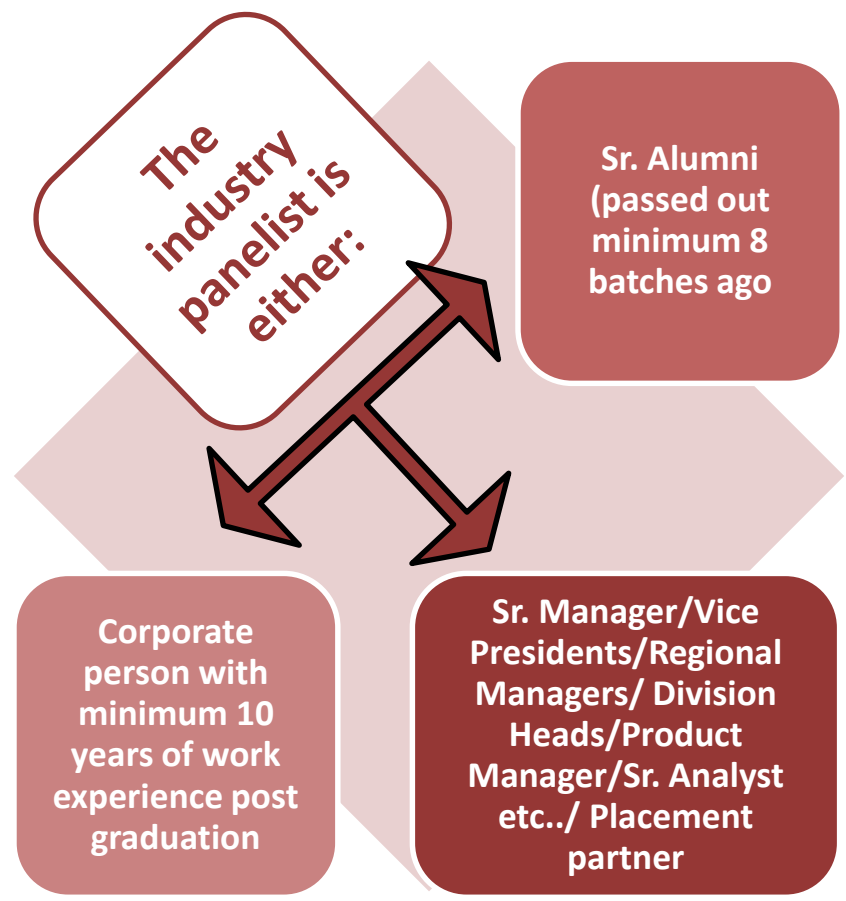 The
industry
panelist is
either:
Sr. Alumni
(passed out
minimum 8
batches ago
Corporate
person with
minimum 10
years of work
experience post
graduation
Sr. Manager/Vice
Presidents/Regional
Managers/ Division
Heads/Product
Manager/Sr. Analyst
etc../ Placement
partner